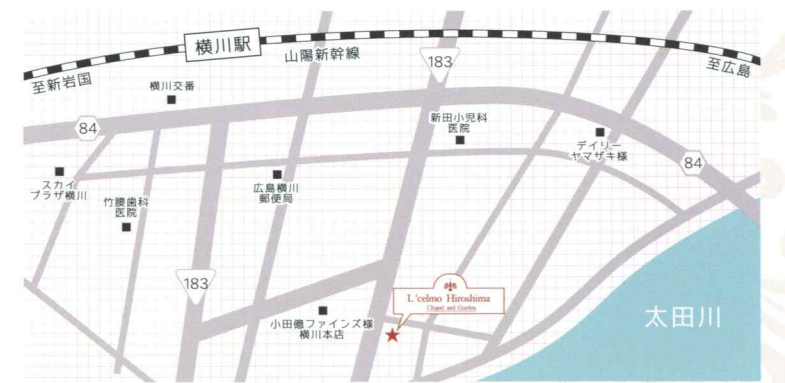 横川駅
山陽新幹線
至新岩国
至広島
183
横川交番
84
新田小児科
医院
デイリー
ヤマザキ様
84
スカイ
プラザ横川
竹腰歯科
医院
広島横川
郵便局
183
L'celmo Hiroshima
Chapel and Garden
小田億ファインズ様
横川本店
太田川